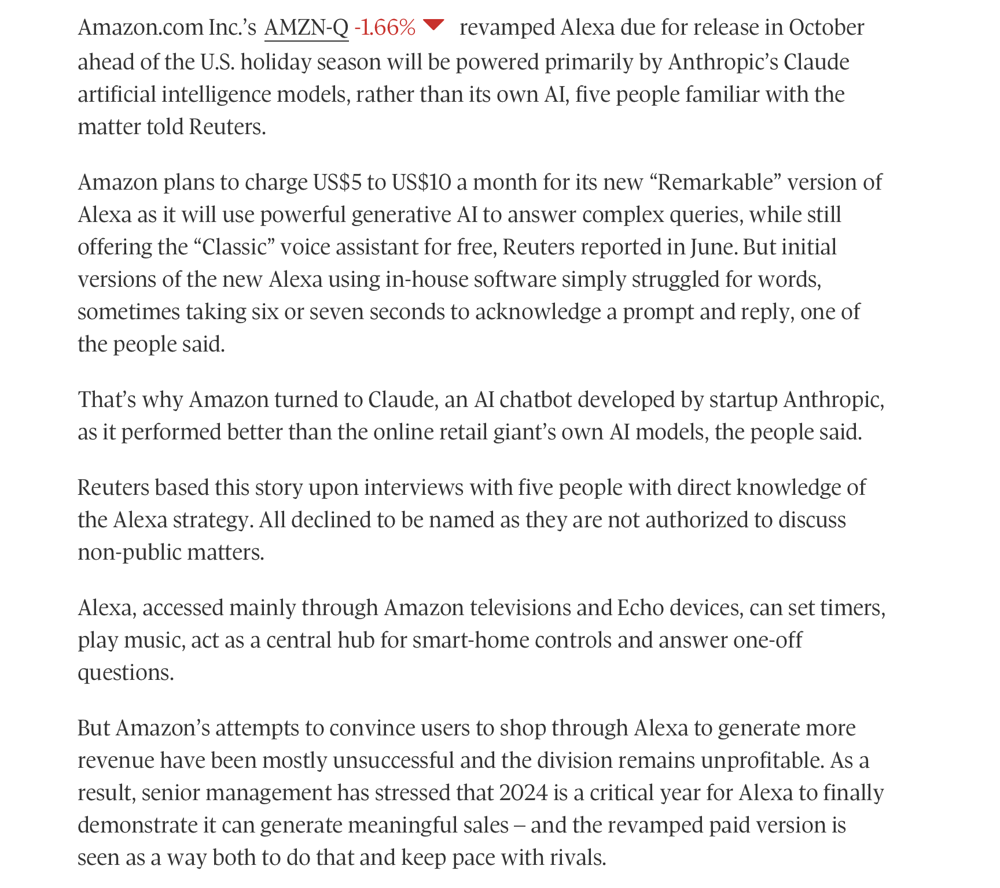 Amazon.com Inc.’s AMZN-Q -1.66% ▼ revamped Alexa due for release in October
ahead of the U.S. holiday season will be powered primarily by Anthropic’s Claude
artificial intelligence models, rather than its own AI, five people familiar with the
matter told Reuters.
Amazon plans to charge US$5 to US$10 a month for its new “Remarkable” version of
Alexa as it will use powerful generative AI to answer complex queries, while still
offering the “Classic” voice assistant for free, Reuters reported in June. But initial
versions of the new Alexa using in-house software simply struggled for words,
sometimes taking six or seven seconds to acknowledge a prompt and reply, one of
the people said.
That’s why Amazon turned to Claude, an AI chatbot developed by startup Anthropic,
as it performed better than the online retail giant’s own AI models, the people said.
Reuters based this story upon interviews with five people with direct knowledge of
the Alexa strategy. All declined to be named as they are not authorized to discuss
non-public matters.
Alexa, accessed mainly through Amazon televisions and Echo devices, can set timers,
play music, act as a central hub for smart-home controls and answer one-off
questions.
But Amazon’s attempts to convince users to shop through Alexa to generate more
revenue have been mostly unsuccessful and the division remains unprofitable. As a
result, senior management has stressed that 2024 is a critical year for Alexa to finally
demonstrate it can generate meaningful sales – and the revamped paid version is
seen as a way both to do that and keep pace with rivals.